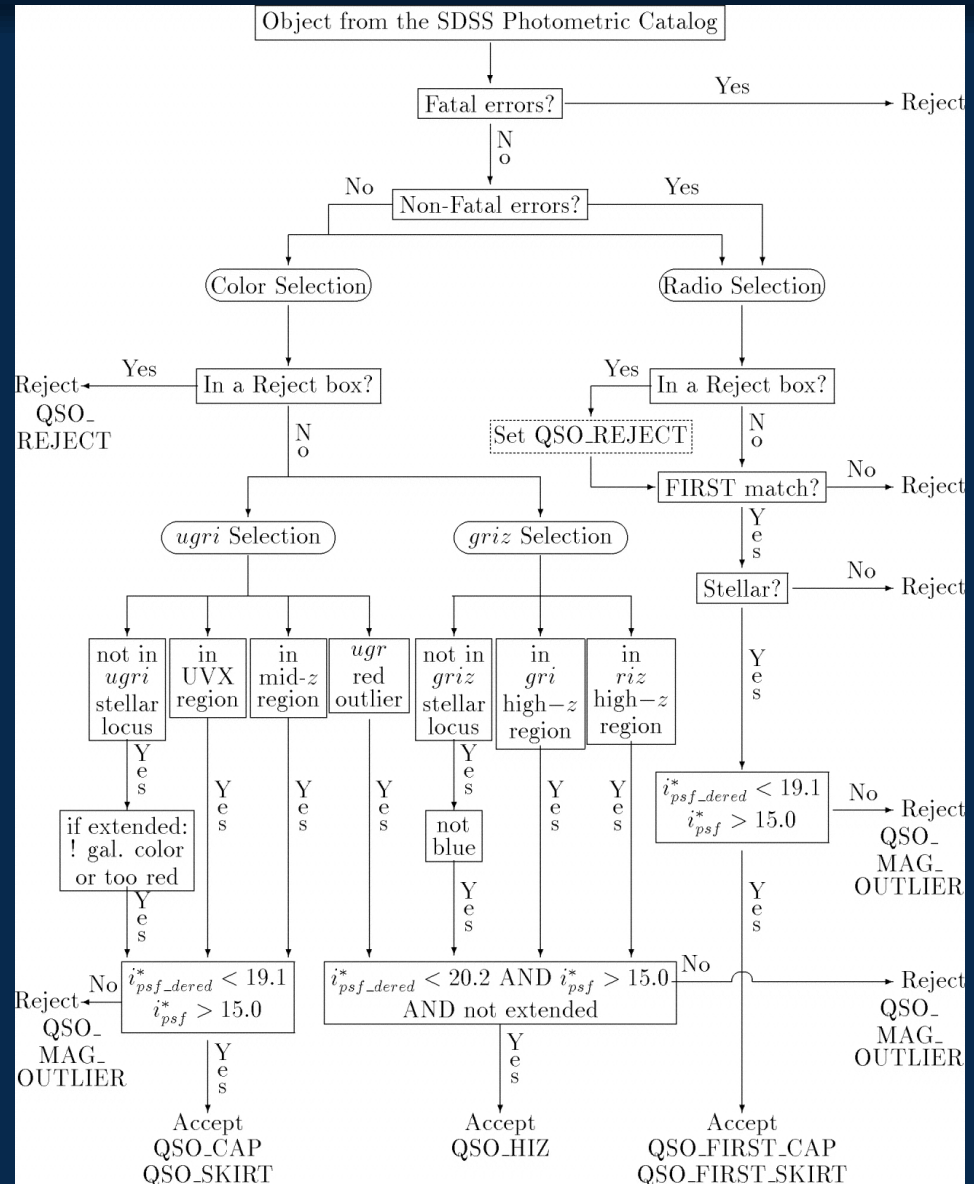 Object from the SDSS Photometric Catalog
Fatal errors?
Yes
Reject
No
Non-Fatal errors?
No
Yes
Color Selection
Radio Selection
In a Reject box?
Yes
Reject
QSO_
REJECT
No
In a Reject box?
Yes
Set QSO_REJECT
No
FIRST match?
No
Reject
Yes
ugri Selection
griz Selection
Stellar?
No
Reject
Yes
not in
ugri
stellar
locus
in
UVX
region
in
mid-z
region
ugr
red
outlier
not in
griz
stellar
locus
in
gri
high−z
region
in
riz
high−z
region
Yes
Yes
Yes
Yes
Yes
Yes
Yes
if extended:
! gal. color
or too red
not
blue
i*psf_dered < 19.1
i*psf > 15.0
No
Reject
QSO_
MAG_
OUTLIER
Yes
Yes
Yes
i*psf_dered < 19.1
i*psf > 15.0
No
Reject
QSO_
MAG_
OUTLIER
i*psf_dered < 20.2 AND i*psf > 15.0
AND not extended
No
Reject
QSO_
MAG_
OUTLIER
Yes
Yes
Accept
QSO_CAP
QSO_SKIRT
Accept
QSO_HIZ
Accept
QSO_FIRST_CAP
QSO_FIRST_SKIRT